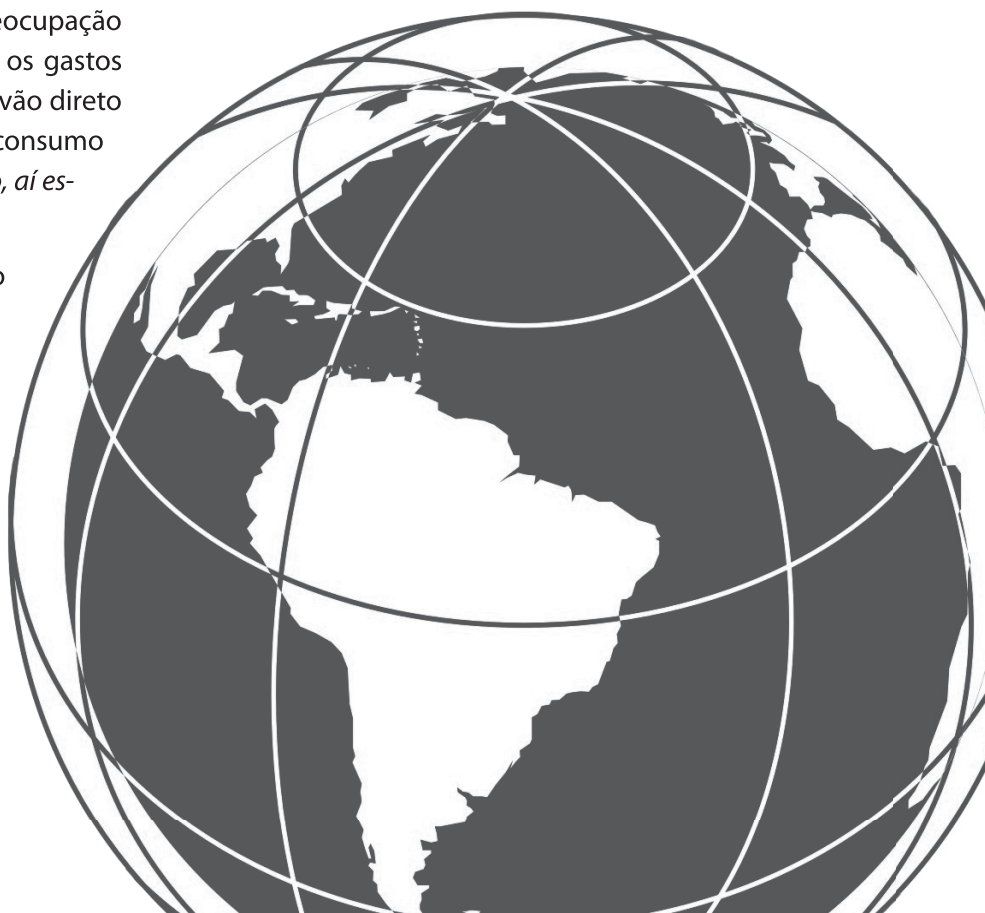 eocupação
os gastos
vão direto
consumo
o, aí es-
o